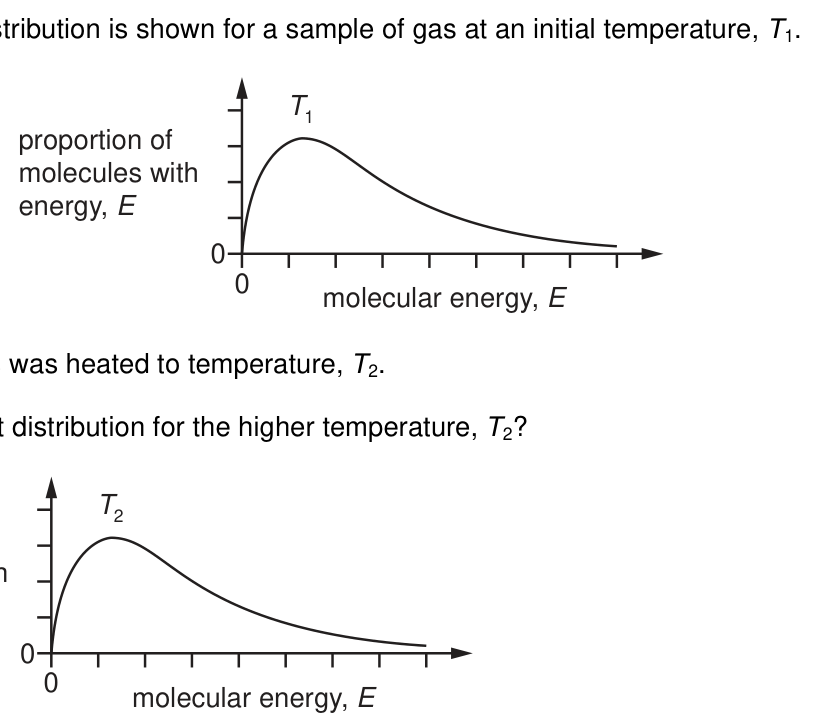 is shown for a sample of gas at an initial temperature, T₁.
T₁
proportion of
molecules with
energy, E
0
0
molecular energy, E
was heated to temperature, T₂.
distribution for the higher temperature, T₂?
T₂
0
0
molecular energy, E